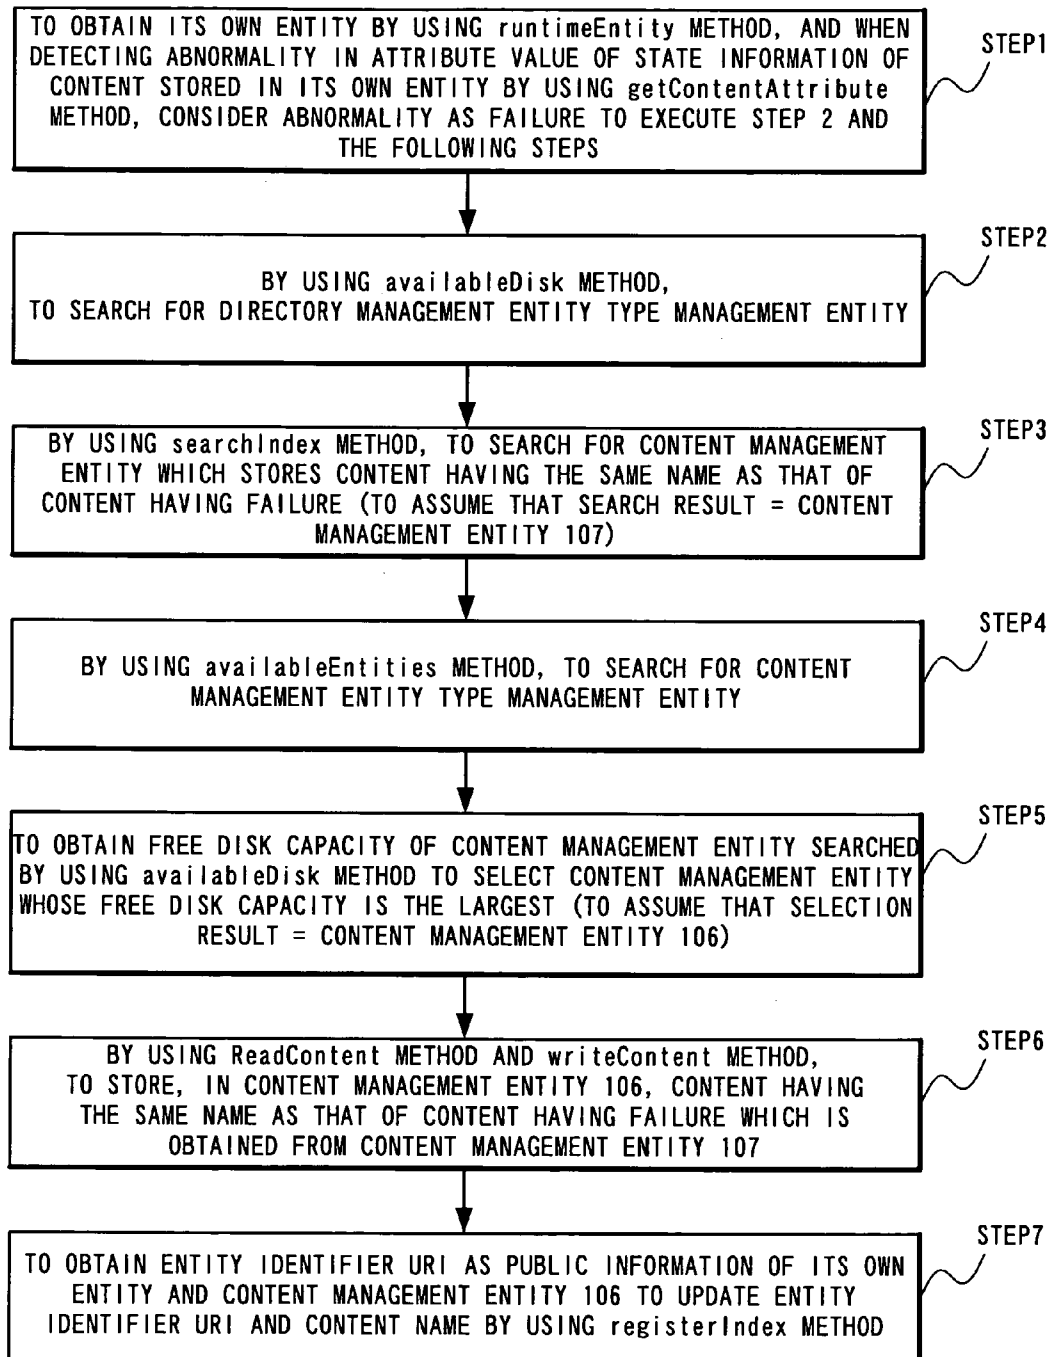 TO OBTAIN ITS OWN ENTITY BY USING runtimeEntity METHOD, AND WHEN
DETECTING ABNORMALITY IN ATTRIBUTE VALUE OF STATE INFORMATION OF
CONTENT STORED IN ITS OWN ENTITY BY USING getContentAttribute
METHOD, CONSIDER ABNORMALITY AS FAILURE TO EXECUTE STEP 2 AND
THE FOLLOWING STEPS
STEP1
BY USING availableDisk METHOD,
TO SEARCH FOR DIRECTORY MANAGEMENT ENTITY TYPE MANAGEMENT ENTITY
STEP2
BY USING searchIndex METHOD, TO SEARCH FOR CONTENT MANAGEMENT
ENTITY WHICH STORES CONTENT HAVING THE SAME NAME AS THAT OF
CONTENT HAVING FAILURE (TO ASSUME THAT SEARCH RESULT = CONTENT
MANAGEMENT ENTITY 107)
STEP3
BY USING availableEntities METHOD, TO SEARCH FOR CONTENT
MANAGEMENT ENTITY TYPE MANAGEMENT ENTITY
STEP4
TO OBTAIN FREE DISK CAPACITY OF CONTENT MANAGEMENT ENTITY SEARCHED
BY USING availableDisk METHOD TO SELECT CONTENT MANAGEMENT ENTITY
WHOSE FREE DISK CAPACITY IS THE LARGEST (TO ASSUME THAT SELECTION
RESULT = CONTENT MANAGEMENT ENTITY 106)
STEP5
BY USING ReadContent METHOD AND writeContent METHOD,
TO STORE, IN CONTENT MANAGEMENT ENTITY 106, CONTENT HAVING
THE SAME NAME AS THAT OF CONTENT HAVING FAILURE WHICH IS
OBTAINED FROM CONTENT MANAGEMENT ENTITY 107
STEP6
TO OBTAIN ENTITY IDENTIFIER URI AS PUBLIC INFORMATION OF ITS OWN
ENTITY AND CONTENT MANAGEMENT ENTITY 106 TO UPDATE ENTITY
IDENTIFIER URI AND CONTENT NAME BY USING registerIndex METHOD
STEP7